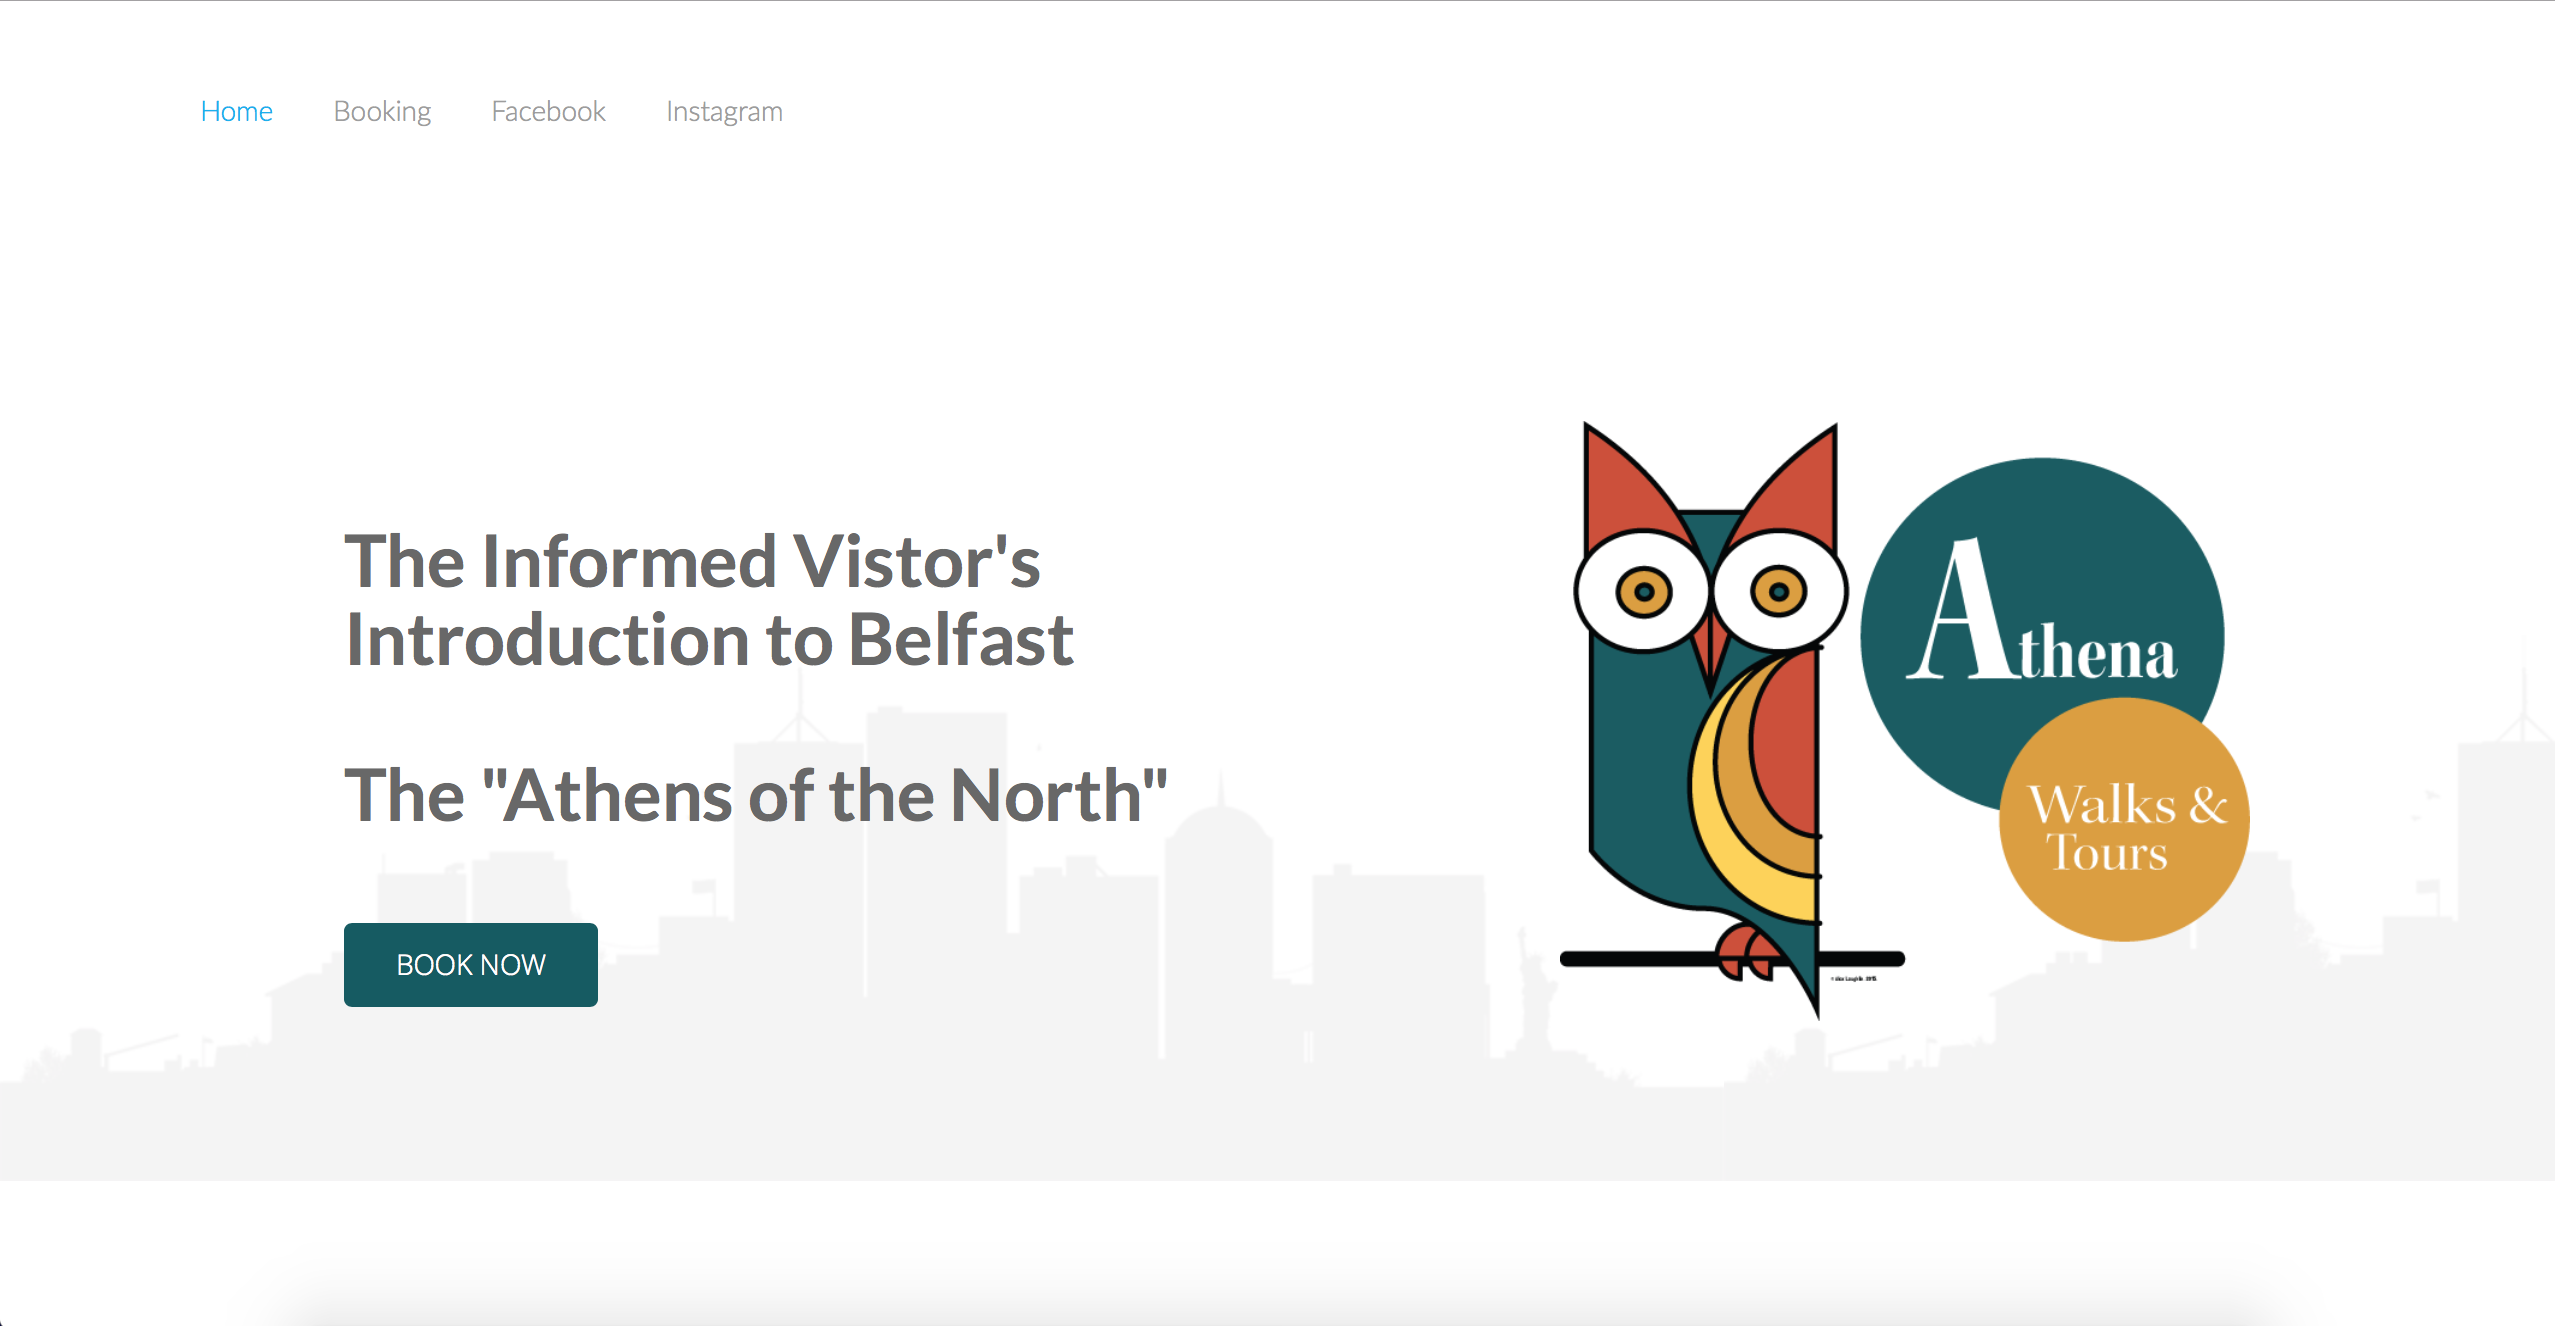 Home Booking Facebook Instagram
The Informed Vistor's
Introduction to Belfast
The "Athens of the North"
BOOK NOW
Athena
Walks &
Tours